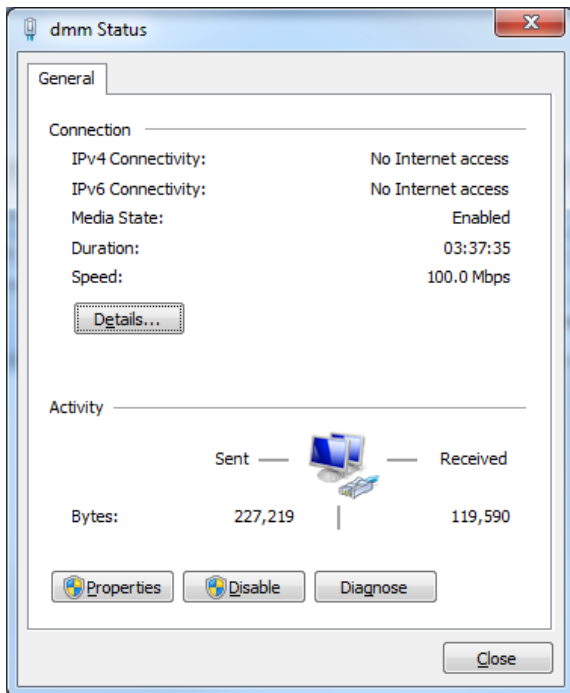 dmm Status
General
Connection
IPv4 Connectivity: No Internet access
IPv6 Connectivity: No Internet access
Media State: Enabled
Duration: 03:37:35
Speed: 100.0 Mbps
Details...
Activity
Sent Received
Bytes: 227,219 119,590
Properties Disable Diagnose
Close